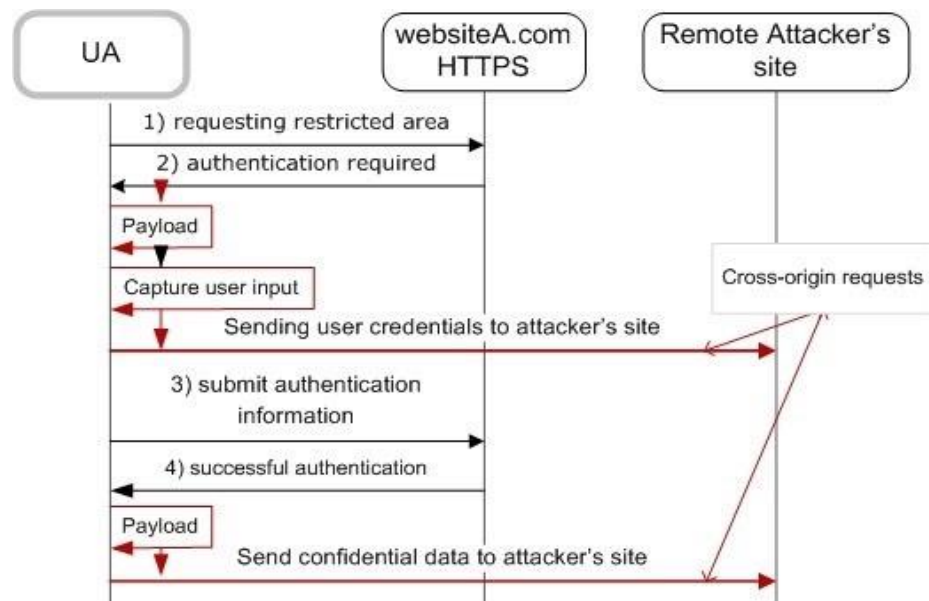 UA
websiteA.com
HTTPS
Remote Attacker's
site
1) requesting restricted area
2) authentication required
Payload
Capture user input
Cross-origin requests
Sending user credentials to attacker's site
3) submit authentication
information
4) successful authentication
Payload
Send confidential data to attacker's site